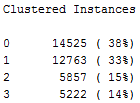 Clustered Instances
0 14525 ( 38%)
1 12763 ( 33%)
2 5857 ( 15%)
3 5222 ( 14%)